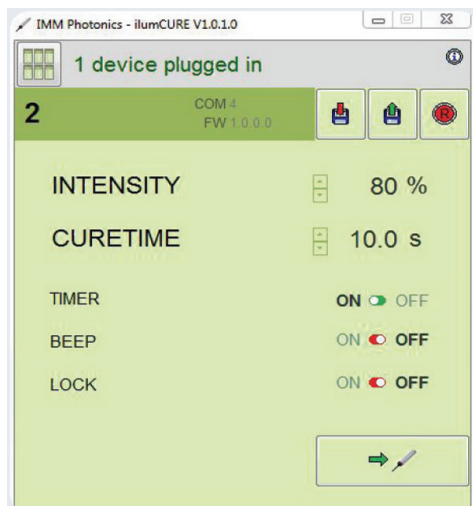 IMM Photonics - ilumCURE V1.0.1.0
1 device plugged in
2
COM 4
FW 1.0.0.0
R
INTENSITY 80 %
CURETIME 10.0 s
TIMER ON OFF
BEEP ON OFF
LOCK ON OFF